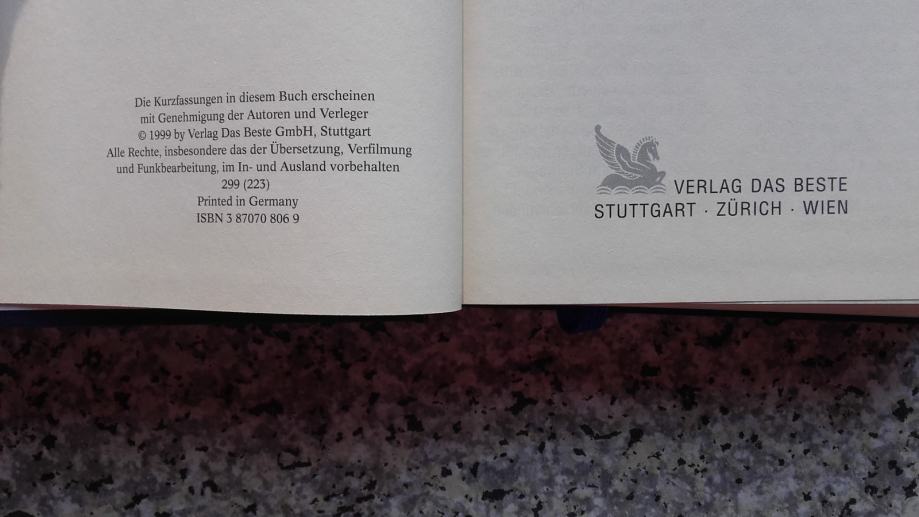 Die Kurzfassungen in diesem Buch erscheinen
mit Genehmigung der Autoren und Verleger
© 1999 by Verlag Das Beste GmbH, Stuttgart
Alle Rechte, insbesondere das der Übersetzung, Verfilmung
und Funkbearbeitung, im In- und Ausland vorbehalten
299 (223)
Printed in Germany
ISBN 3 87070 806 9
VERLAG DAS BESTE
STUTTGART · ZÜRICH · WIEN